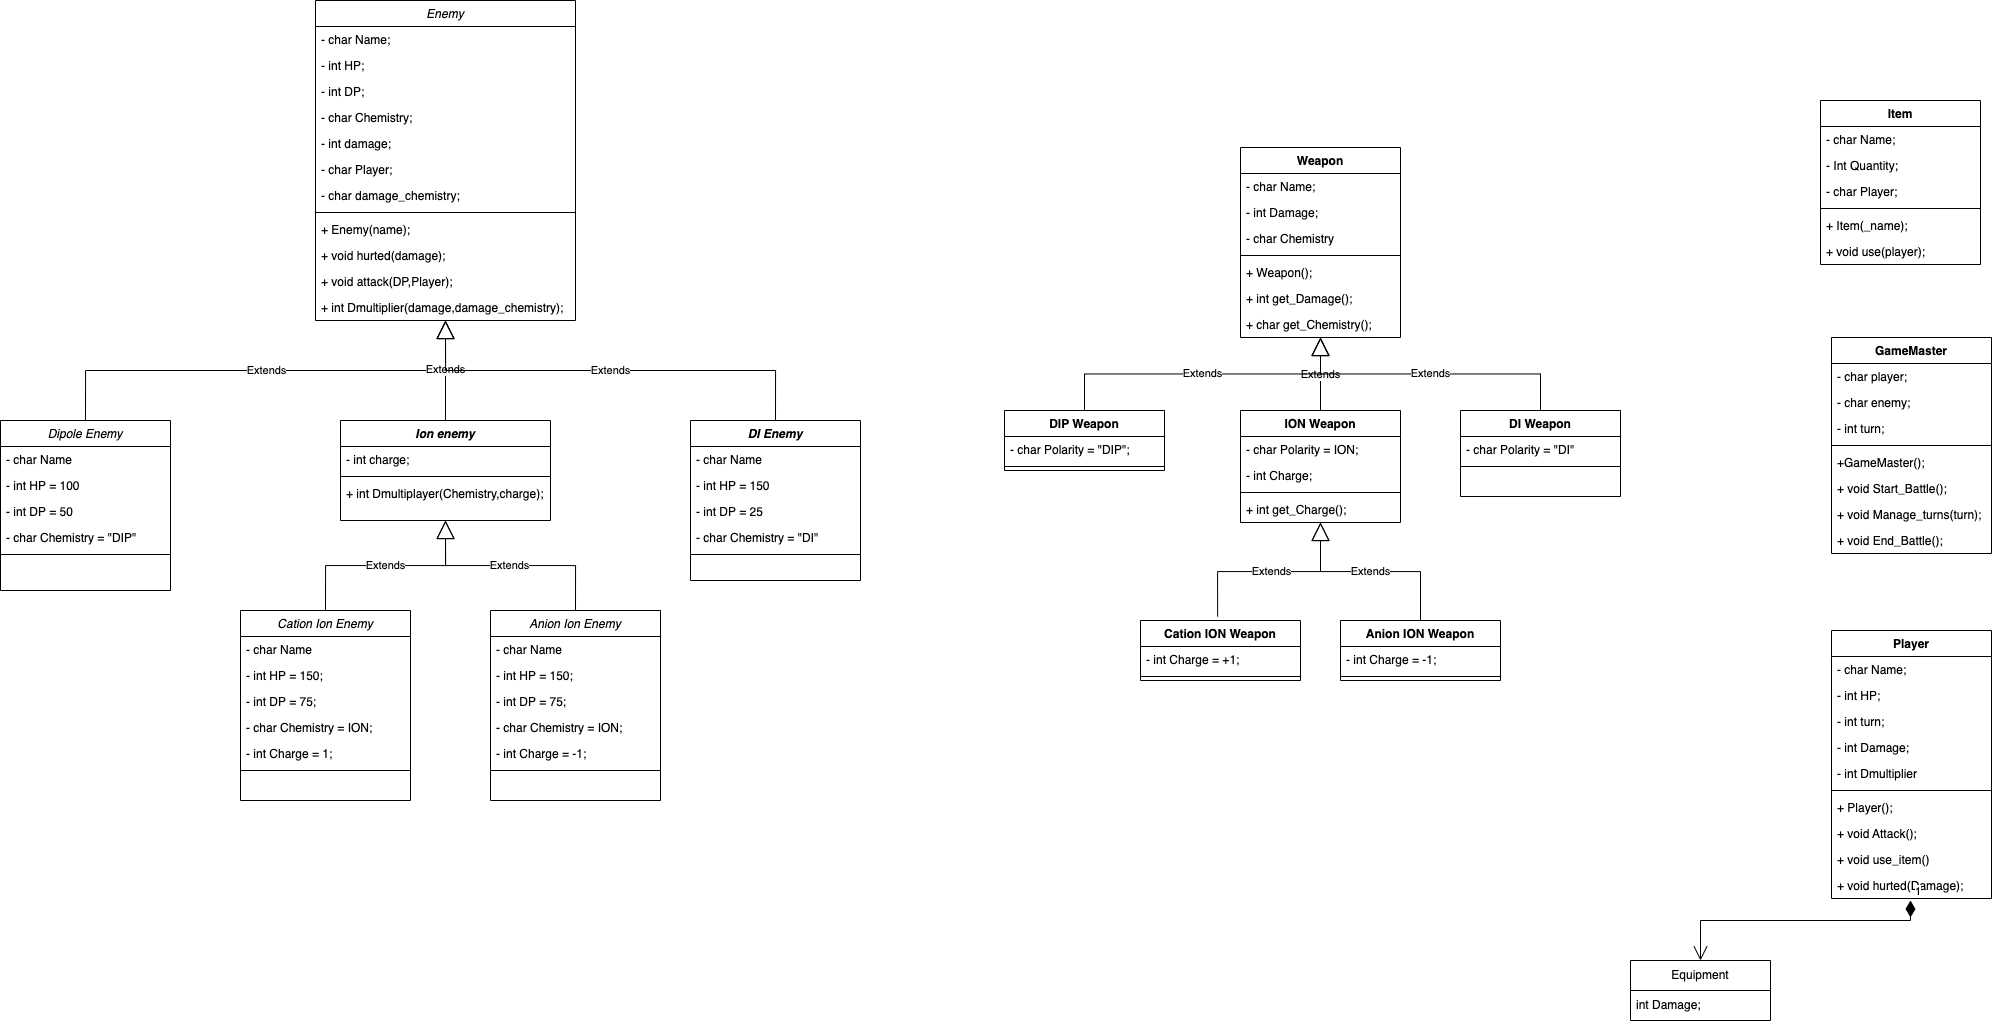 Enemy
- char Name;
- int HP;
- int DP;
- char Chemistry;
- int damage;
- char Player;
- char damage_chemistry;
+ Enemy(name);
+ void hurted(damage);
+ void attack(DP,Player);
+ int Dmultiplier(damage,damage_chemistry);
Extends
Extends
Extends
Dipole Enemy
- char Name
- int HP = 100
- int DP = 50
- char Chemistry = "DIP"
Ion enemy
- int charge;
+ int Dmultiplayer(Chemistry,charge);
DI Enemy
- char Name
- int HP = 150
- int DP = 25
- char Chemistry = "DI"
Extends
Extends
Cation Ion Enemy
- char Name
- int HP = 150;
- int DP = 75;
- char Chemistry = ION;
- int Charge = 1;
Anion Ion Enemy
- char Name
- int HP = 150;
- int DP = 75;
- char Chemistry = ION;
- int Charge = -1;
Weapon
- char Name;
- int Damage;
- char Chemistry
+ Weapon();
+ int get_Damage();
+ char get_Chemistry();
Extends
Extends
Extends
DIP Weapon
- char Polarity = "DIP";
ION Weapon
- char Polarity = ION;
- int Charge;
+ int get_Charge();
DI Weapon
- char Polarity = "DI"
Extends
Extends
Cation ION Weapon
- int Charge = +1;
Anion ION Weapon
- int Charge = -1;
Item
- char Name;
- Int Quantity;
- char Player;
+ Item(_name);
+ void use(player);
GameMaster
- char player;
- char enemy;
- int turn;
+GameMaster();
+ void Start_Battle();
+ void Manage_turns(turn);
+ void End_Battle();
Player
- char Name;
- int HP;
- int turn;
- int Damage;
- int Dmultiplier
+ Player();
+ void Attack();
+ void use_item()
+ void hurted(Damage);
Equipment
int Damage;